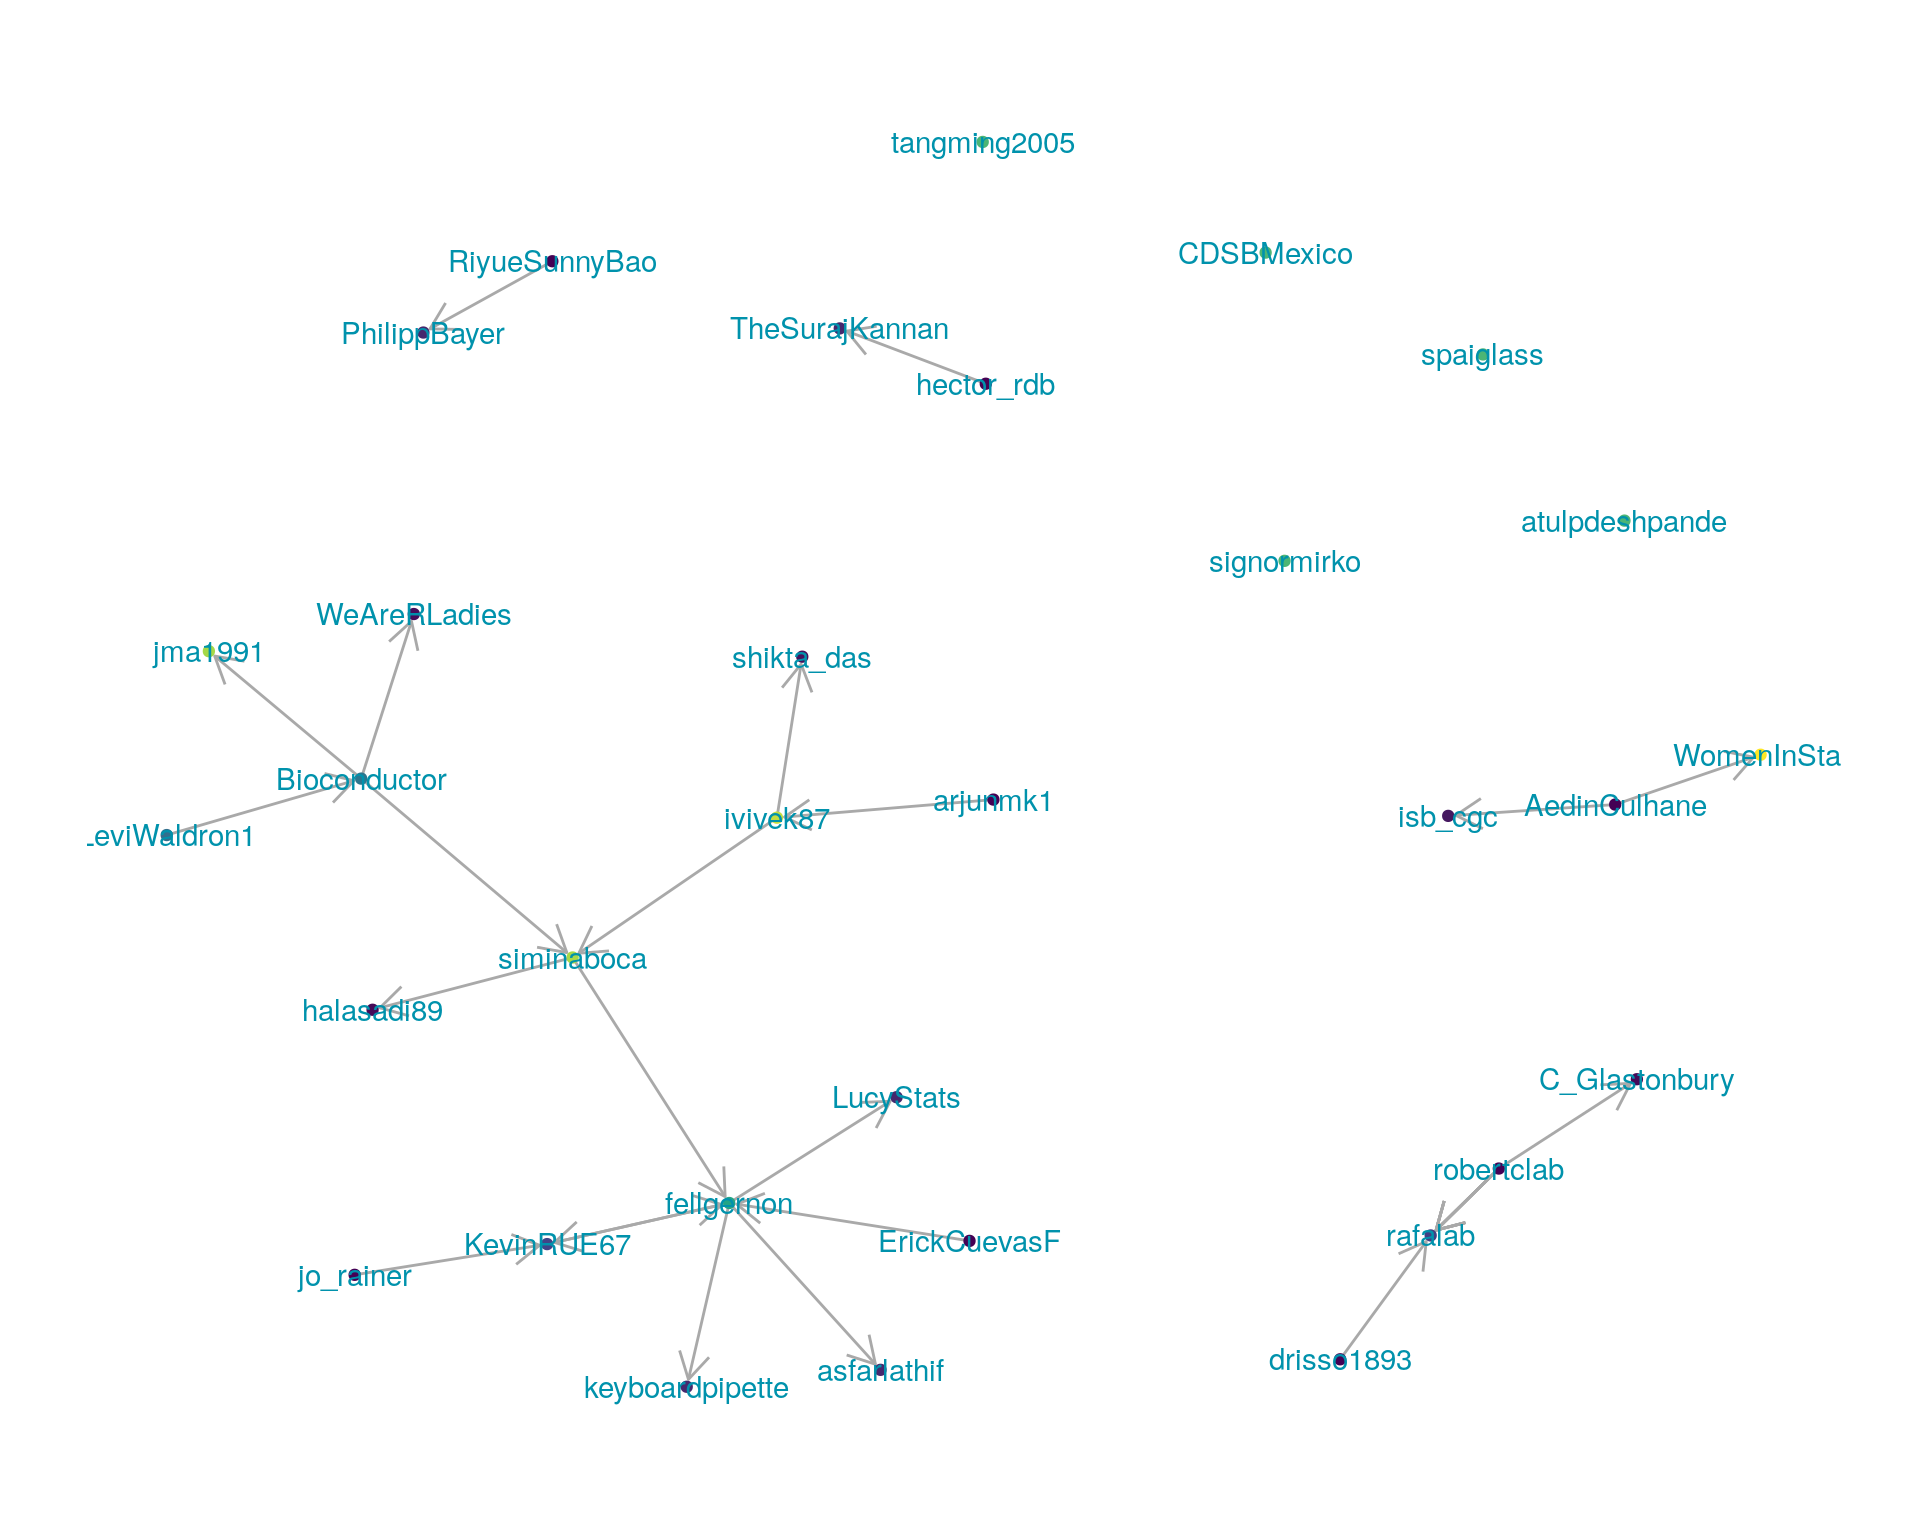 tangming2005
CDSBMexico
RiyueSunnyBao
PhilippBayer
TheSurajKannan
hector_rdb
spaiglass
atulpdeshpande
signormirko
WeAreRLadies
jma1991
shikta_das
WomenInSta
Bioconductor
arjunmk1
AedinCulhane
isb_cgc
ivivek87
LeviWaldron1
siminaboca
halasadi89
C_Glastonbury
LucyStats
robertclab
fellgernon
rafalab
ErickCuevasF
KevinRUE67
jo_rainer
drisso1893
keyboardpipette